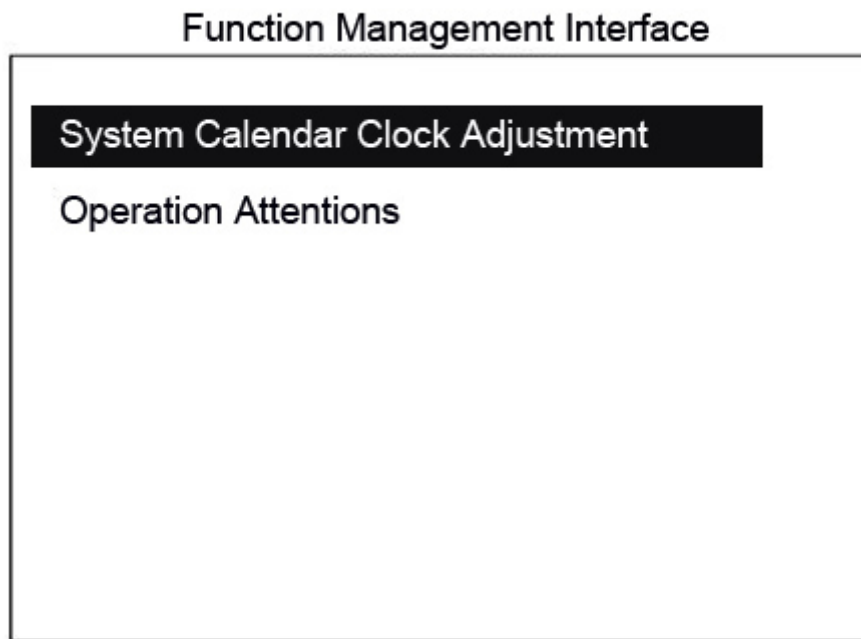 Function Management Interface
System Calendar Clock Adjustment
Operation Attentions